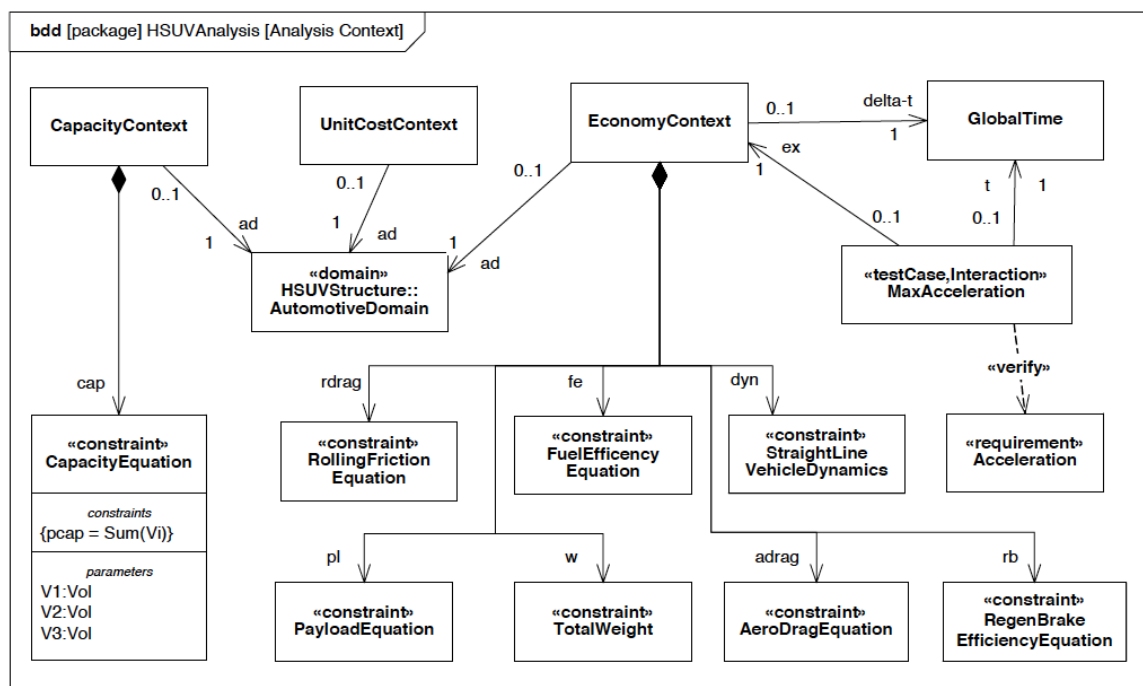 bdd [package] HSUVAnalysis [Analysis Context]
CapacityContext
UnitCostContext
EconomyContext
GlobalTime
0..1
delta-t
1
ex
1
t
1
0..1
0..1
0..1
0..1
0..1
ad
1
1
ad
1
ad
«domain»
HSUVStructure::
AutomotiveDomain
«testCase,Interaction»
MaxAcceleration
«verify»
cap
rdrag
fe
dyn
«constraint»
CapacityEquation
constraints
{pcap = Sum(Vi)}
parameters
V1:Vol
V2:Vol
V3:Vol
«constraint»
RollingFriction
Equation
«constraint»
FuelEfficency
Equation
«constraint»
StraightLine
VehicleDynamics
«requirement»
Acceleration
pl
w
adrag
rb
«constraint»
PayloadEquation
«constraint»
TotalWeight
«constraint»
AeroDragEquation
«constraint»
RegenBrake
EfficiencyEquation